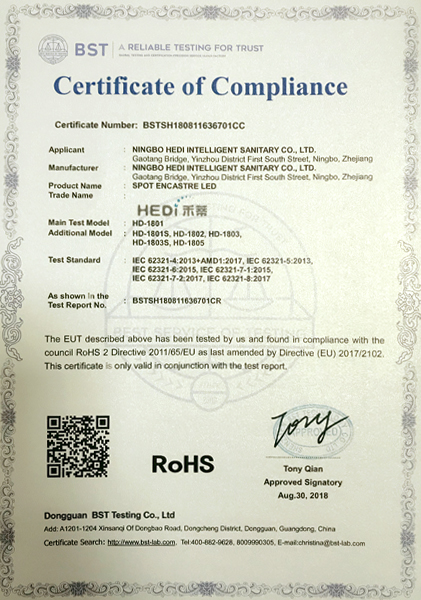 BST A RELIABLE TESTING FOR TRUST
Certificate of Compliance
Certificate Number: BSTSH180811636701CC
Applicant : NINGBO HEDI INTELLIGENT SANITARY CO., LTD.
Gaotang Bridge, Yinzhou District First South Street, Ningbo, Zhejiang
Manufacturer : NINGBO HEDI INTELLIGENT SANITARY CO., LTD.
Gaotang Bridge, Yinzhou District First South Street, Ningbo, Zhejiang
Product Name : SPOT ENCASTRE LED
Trade Name :
HEDI 禾蒂
Main Test Model : HD-1801
Additional Model : HD-1801S, HD-1802, HD-1803,
HD-1803S, HD-1805
Test Standard : IEC 62321-4:2013+AMD1:2017, IEC 62321-5:2013,
IEC 62321-6:2015, IEC 62321-7-1:2015,
IEC 62321-7-2:2017, IEC 62321-8:2017
As shown in the
Test Report No. : BSTSH180811636701CR
BEST SERVICE OF TESTING
The EUT described above has been tested by us and found in compliance with the
council RoHS 2 Directive 2011/65/EU as last amended by Directive (EU) 2017/2102.
This certificate is only valid in conjunction with the test report.
RoHS
Tony
APPROVED
Tony Qian
Approved Signatory
Aug.30, 2018
Dongguan BST Testing Co., Ltd
Add: A1201-1204 Xinsanqi Of Dongbao Road, Dongcheng District, Dongguan, Guangdong, China
Certificate Search: http://www.bst-lab.com Tel:400-882-9628, 8009990305, E-mail:christina@bst-lab.com